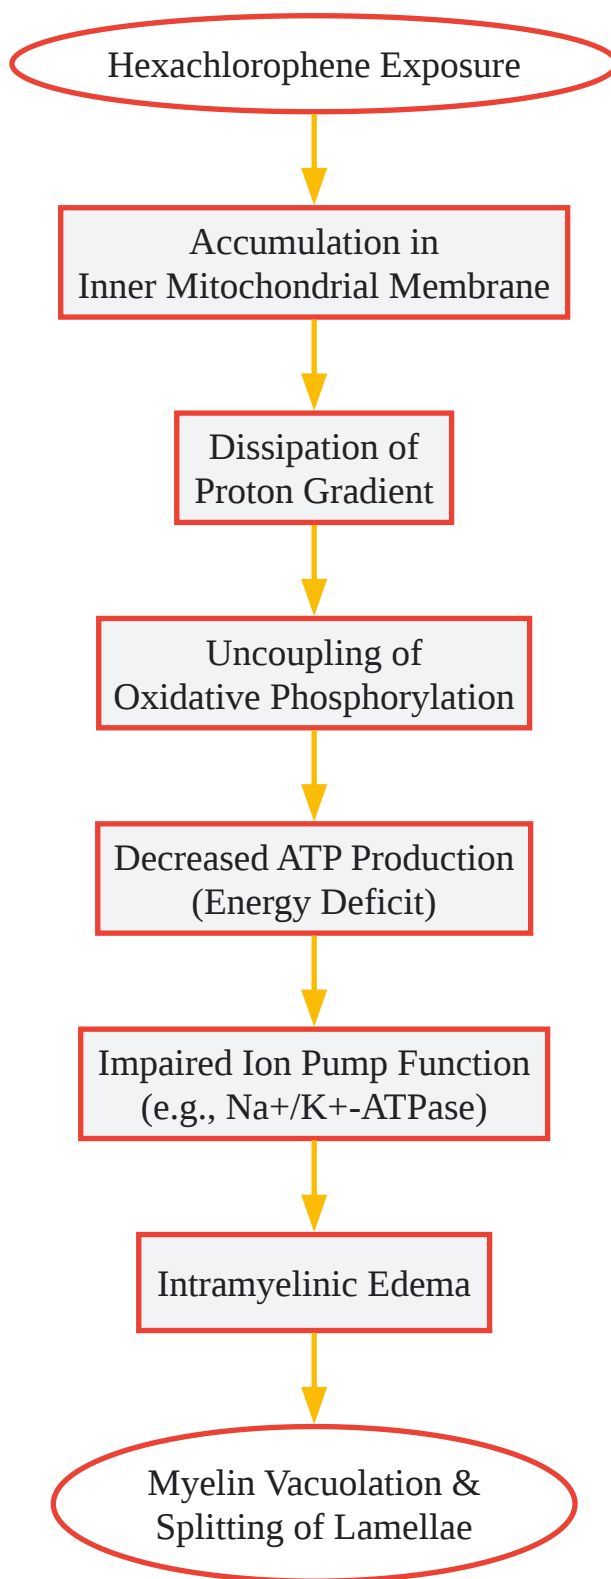 Hexachlorophene Exposure
Accumulation in
Inner Mitochondrial Membrane
Dissipation of
Proton Gradient
Uncoupling of
Oxidative Phosphorylation
Decreased ATP Production
(Energy Deficit)
Impaired Ion Pump Function
(e.g., Na+/K+-ATPase)
Intramyelinic Edema
Myelin Vacuolation &
Splitting of Lamellae